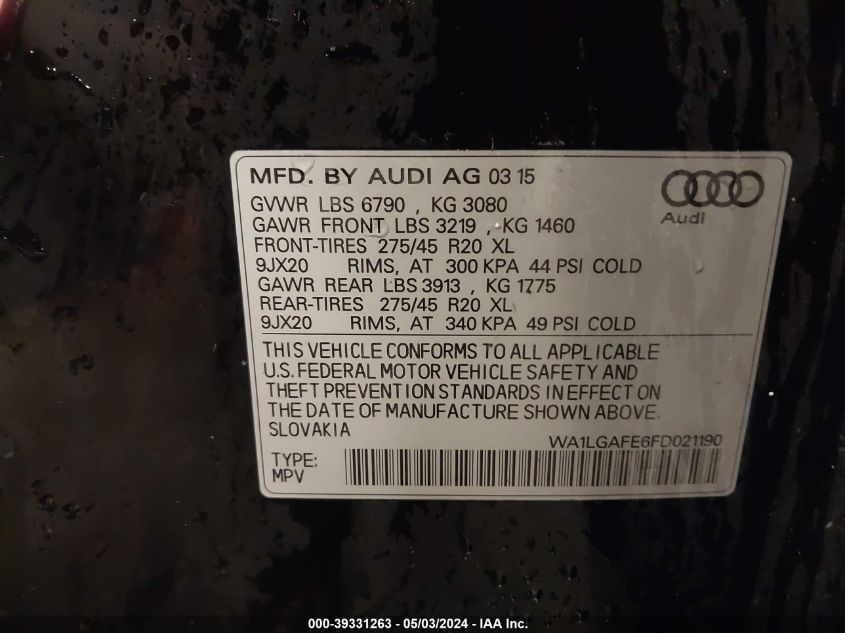 MFD. BY AUDI AG 03 15
Audi
GVWR LBS 6790 , KG 3080
GAWR FRONT LBS 3219 , KG 1460
FRONT-TIRES 275/45 R20 XL
9JX20 RIMS, AT 300 KPA 44 PSI COLD
GAWR REAR LBS 3913 , KG 1775
REAR-TIRES 275/45 R20 XL
9JX20 RIMS, AT 340 KPA 49 PSI COLD
THIS VEHICLE CONFORMS TO ALL APPLICABLE
U.S. FEDERAL MOTOR VEHICLE SAFETY AND
THEFT PREVENTION STANDARDS IN EFFECT ON
THE DATE OF MANUFACTURE SHOWN ABOVE.
SLOVAKIA
WA1LGAFE6FD021190
TYPE:
MPV
000-39331263 - 05/03/2024 - IAA Inc.